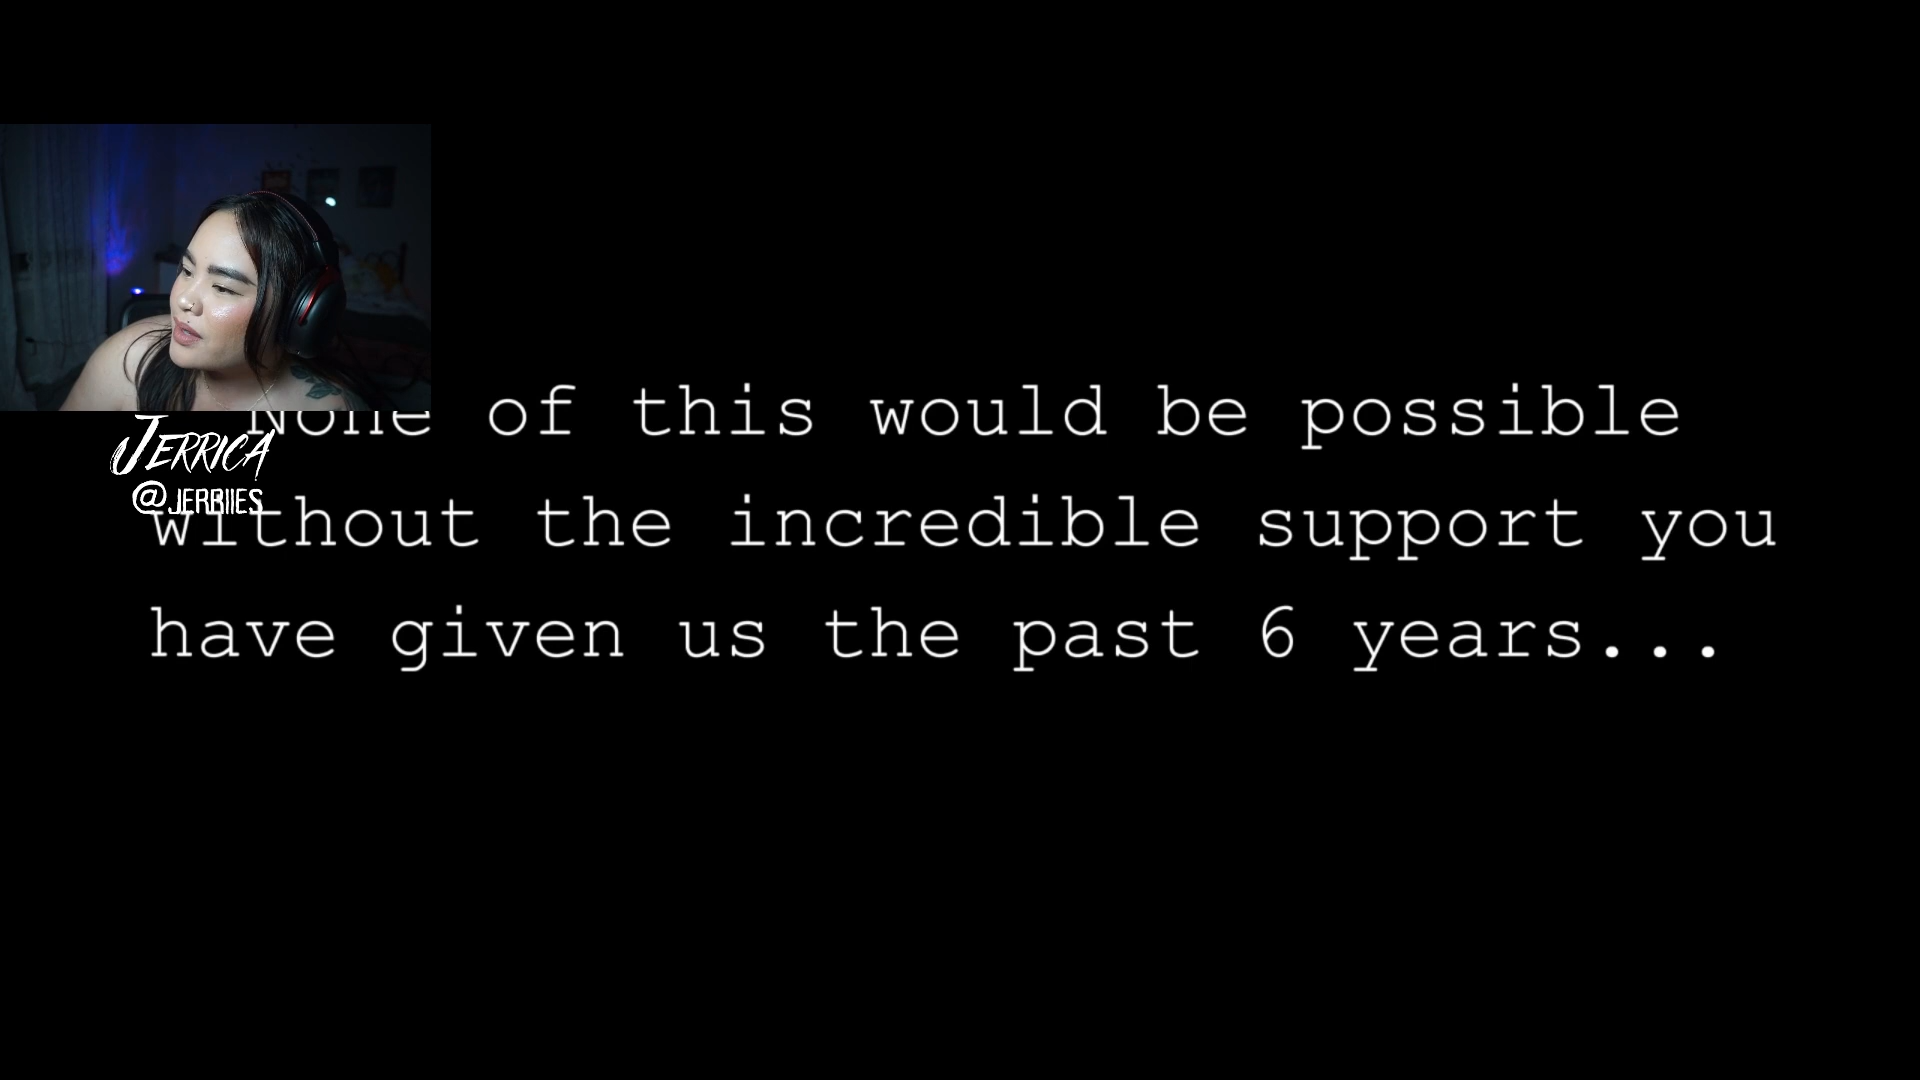 None of this would be possible
JERRICA
@JERRIIES
without the incredible support you
have given us the past 6 years...